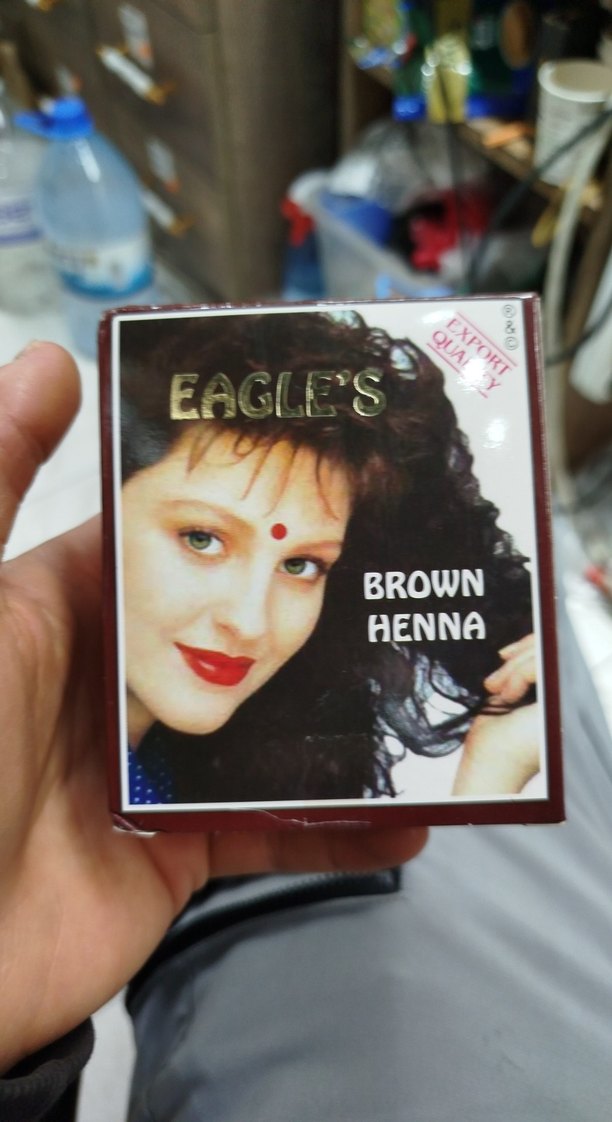 ® & ©
EXPORT
QUALITY
EAGLE'S
BROWN
HENNA